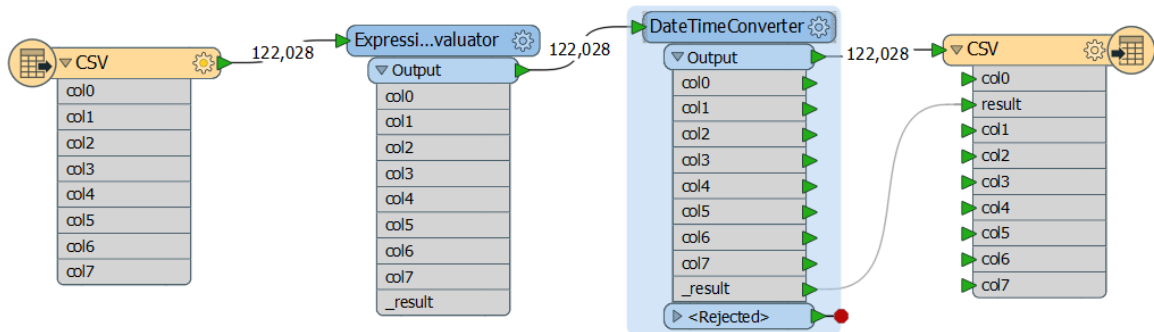 CSV
col0
col1
col2
col3
col4
col5
col6
col7
122,028
Expressi...valuator
Output
col0
col1
col2
col3
col4
col5
col6
col7
_result
122,028
DateTimeConverter
Output
col0
col1
col2
col3
col4
col5
col6
col7
_result
<Rejected>
122,028
CSV
col0
result
col1
col2
col3
col4
col5
col6
col7